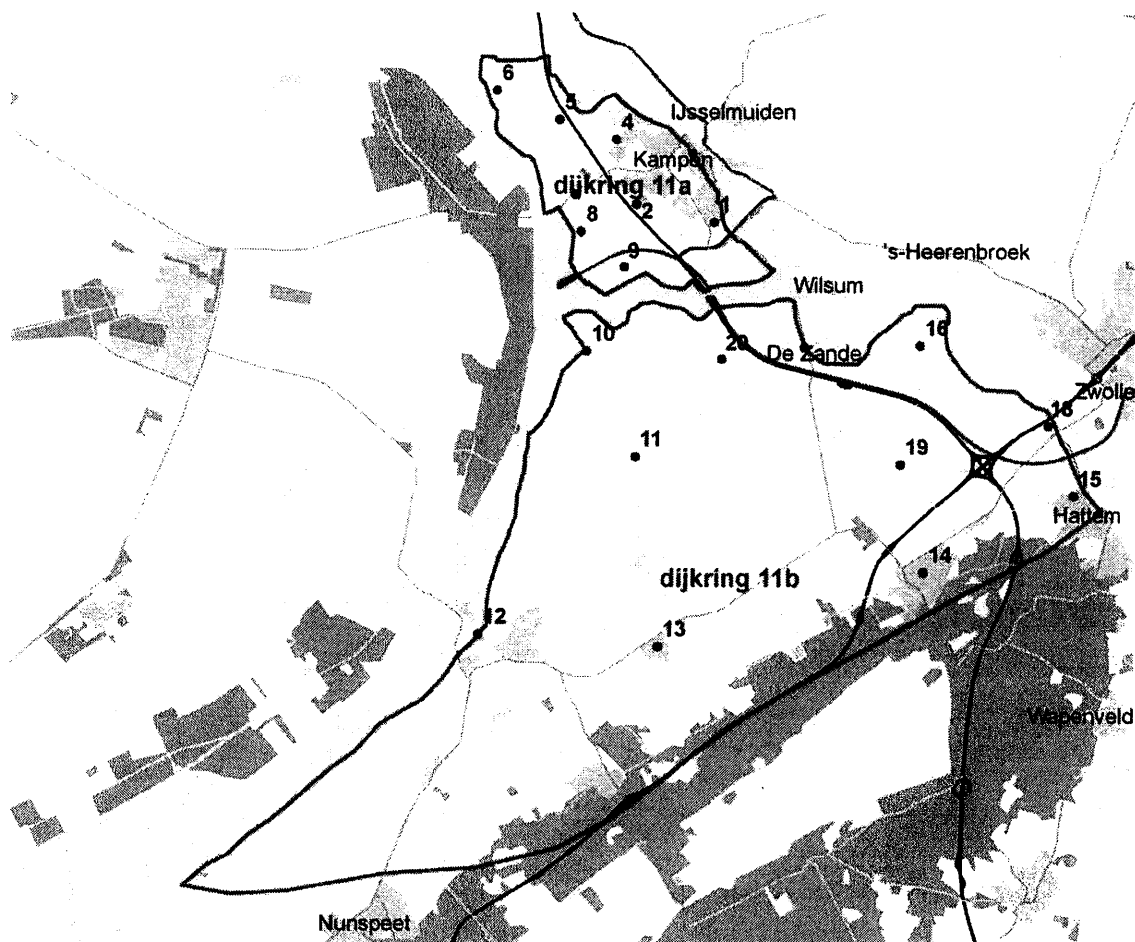 6
5
4
IJsselmuiden
Kampen
dijkring 11a
2
1
8
9
's-Heerenbroek
Wilsum
10
20
De Zande
16
Zwolle
18
11
19
15
Hattem
14
dijkring 11b
12
13
Wapenveld
Nunspeet